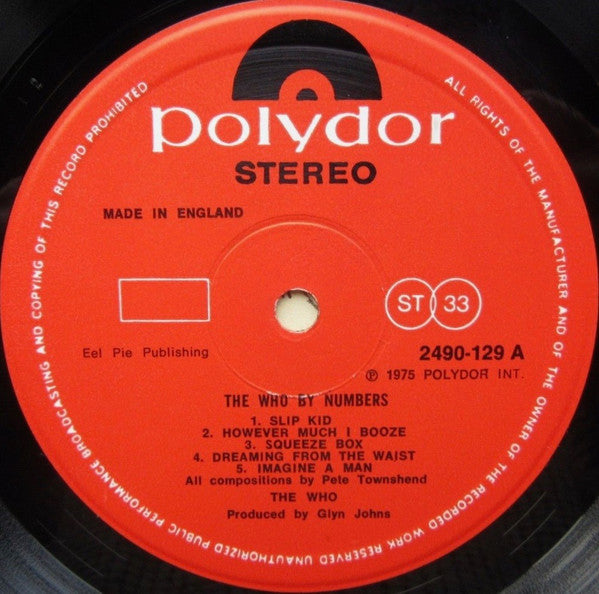 polydor
STEREO
MADE IN ENGLAND
ST 33
Eel Pie Publishing
2490-129 A
℗ 1975 POLYDOR INT.
THE WHO BY NUMBERS
1. SLIP KID
2. HOWEVER MUCH I BOOZE
3. SQUEEZE BOX
4. DREAMING FROM THE WAIST
5. IMAGINE A MAN
All compositions by Pete Townshend
THE WHO
Produced by Glyn Johns
ALL RIGHTS OF THE MANUFACTURER AND OF THE OWNER OF THE RECORDED WORK RESERVED UNAUTHORIZED PUBLIC PERFORMANCE BROADCASTING AND COPYING OF THIS RECORD PROHIBITED